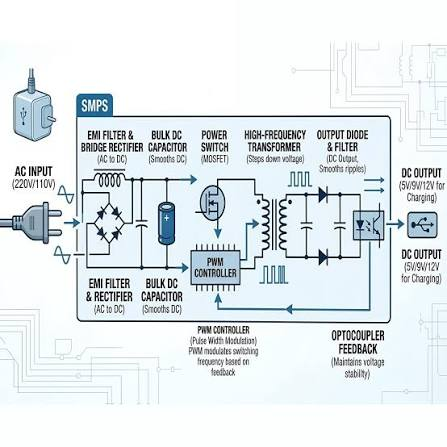 SMPS
EMI FILTER &
BRIDGE RECTIFIER
(AC to DC)
BULK DC
CAPACITOR
(Smooths DC)
POWER
SWITCH
(MOSFET)
HIGH-FREQUENCY
TRANSFORMER
(Steps down voltage)
OUTPUT DIODE
& FILTER
(DC Output,
Smooths ripples)
AC INPUT
(220V/110V)
DC OUTPUT
(5V/9V/12V for
Charging)
+
PWM
CONTROLLER
DC OUTPUT
(5V/9V/12V
for Charging)
EMI FILTER
& RECTIFIER
(AC to DC)
BULK DC
CAPACITOR
(Smooths DC)
PWM CONTROLLER
(Pulse Width Modulation)
PWM modulates switching
frequency based on
feedback
OPTOCOUPLER
FEEDBACK
(Maintains voltage
stability)